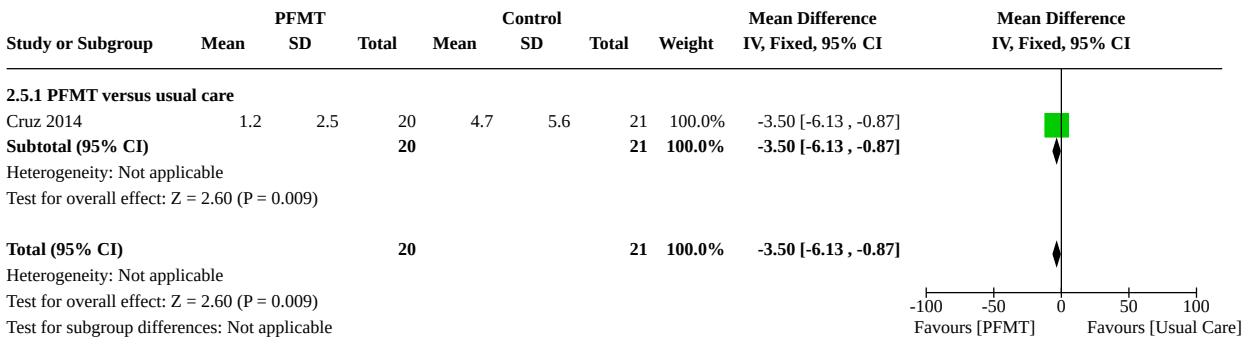 PFMT Control Mean Difference Mean Difference
Study or Subgroup Mean SD Total Mean SD Total Weight IV, Fixed, 95% CI IV, Fixed, 95% CI
2.5.1 PFMT versus usual care
Cruz 2014 1.2 2.5 20 4.7 5.6 21 100.0% -3.50 [-6.13 , -0.87]
Subtotal (95% CI) 20 21 100.0% -3.50 [-6.13 , -0.87]
Heterogeneity: Not applicable
Test for overall effect: Z = 2.60 (P = 0.009)
Total (95% CI) 20 21 100.0% -3.50 [-6.13 , -0.87]
Heterogeneity: Not applicable
Test for overall effect: Z = 2.60 (P = 0.009) -100 -50 0 50 100
Test for subgroup differences: Not applicable Favours [PFMT] Favours [Usual Care]